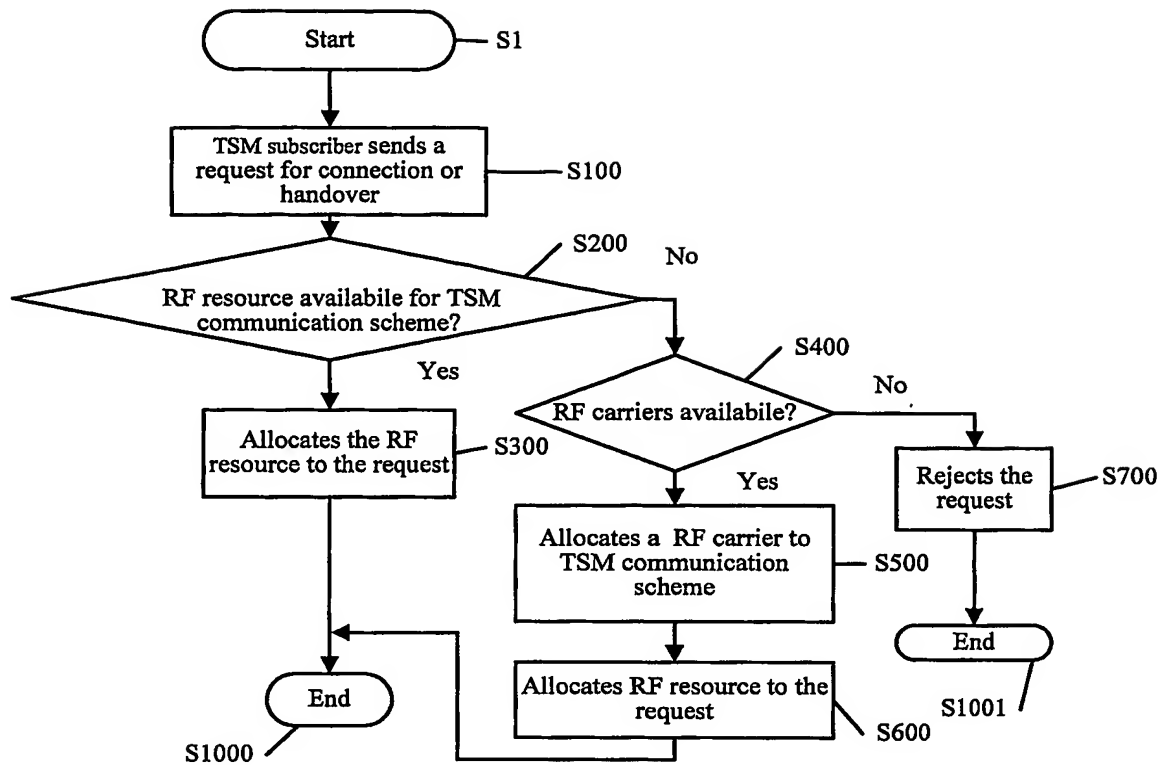 Start
S1
TSM subscriber sends a
request for connection or
handover
S100
S200
No
RF resource availabile for TSM
communication scheme?
Yes
S400
No
RF carriers availabile?
Allocates the RF
resource to the request
S300
Yes
Rejects the
request
S700
Allocates a RF carrier to
TSM communication
scheme
S500
End
S1001
Allocates RF resource to the
request
S600
End
S1000